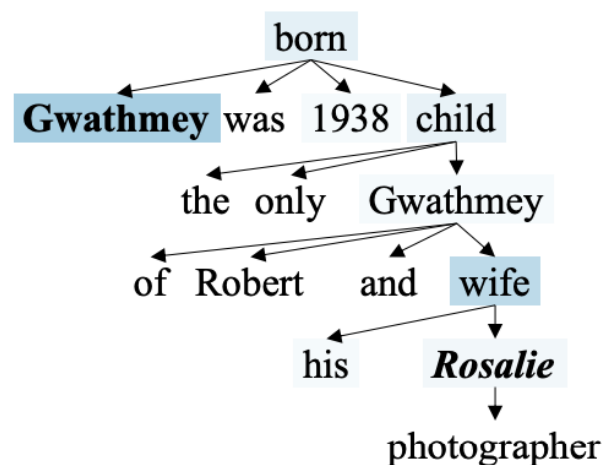 born
Gwathmey was 1938 child
the only Gwathmey
of Robert and wife
his Rosalie
photographer